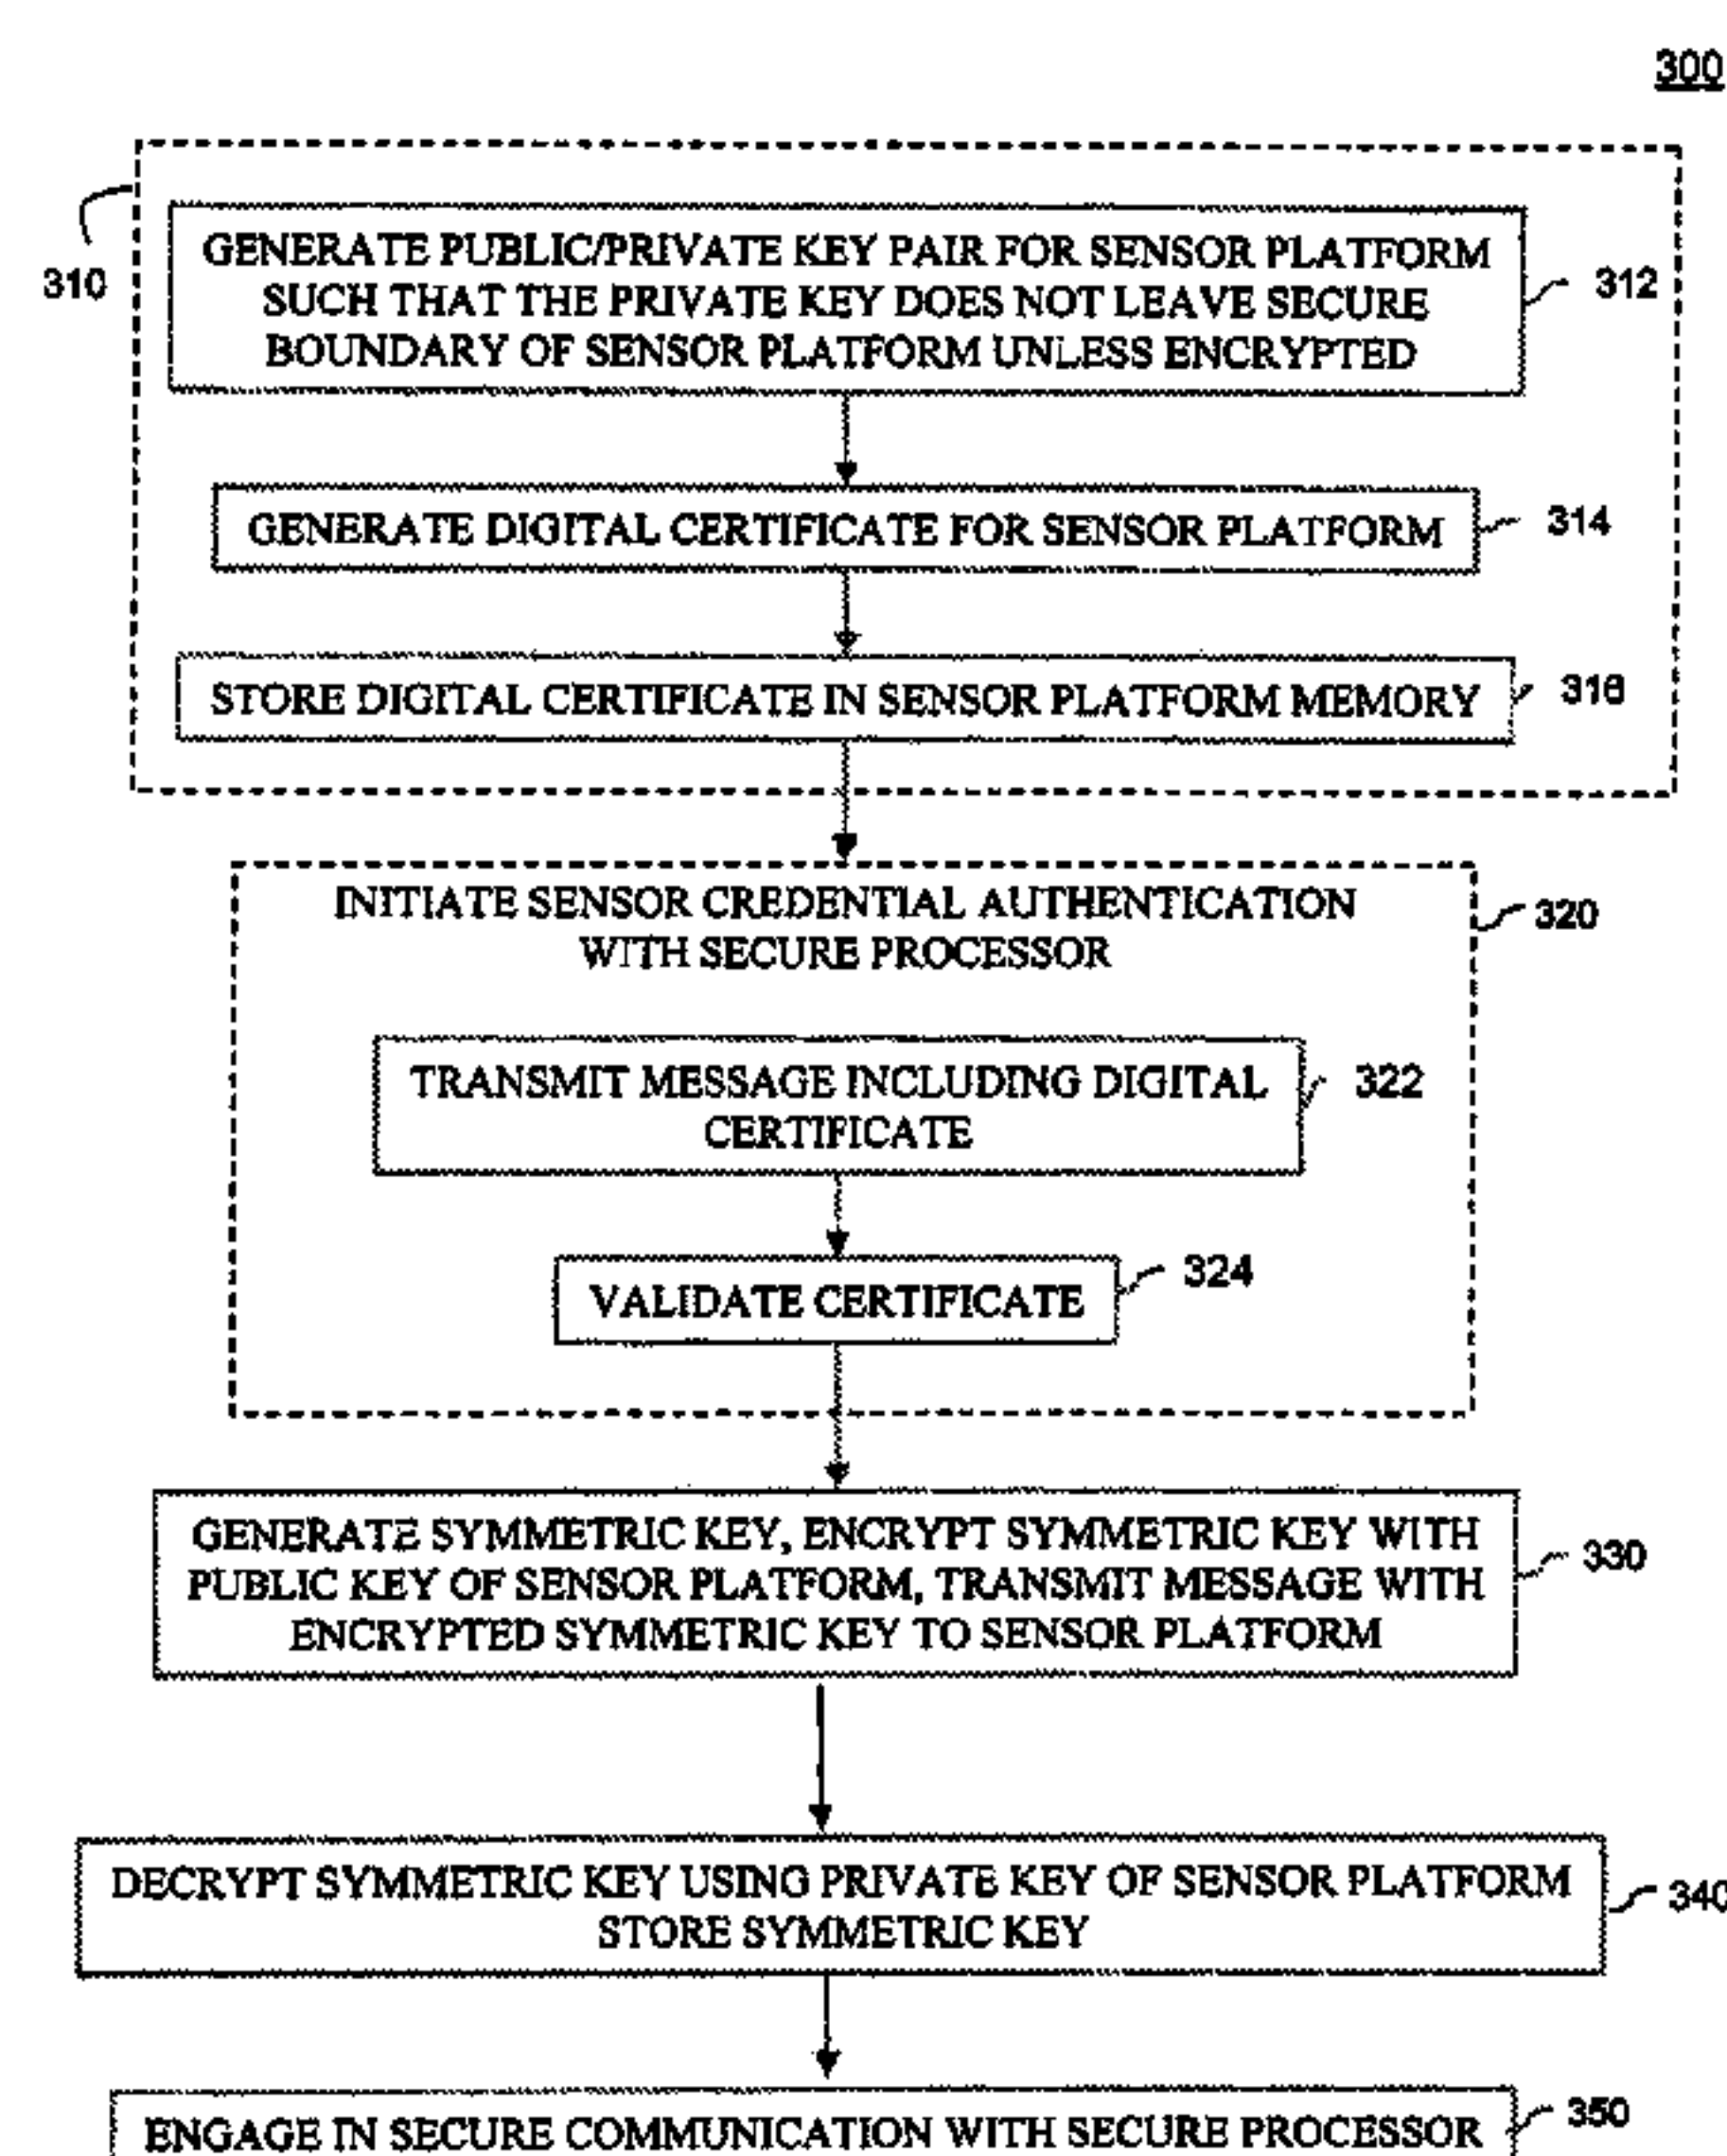 300
310
GENERATE PUBLIC/PRIVATE KEY PAIR FOR SENSOR PLATFORM
SUCH THAT THE PRIVATE KEY DOES NOT LEAVE SECURE
BOUNDARY OF SENSOR PLATFORM UNLESS ENCRYPTED
312
GENERATE DIGITAL CERTIFICATE FOR SENSOR PLATFORM
314
STORE DIGITAL CERTIFICATE IN SENSOR PLATFORM MEMORY
316
INITIATE SENSOR CREDENTIAL AUTHENTICATION
WITH SECURE PROCESSOR
320
TRANSMIT MESSAGE INCLUDING DIGITAL
CERTIFICATE
322
VALIDATE CERTIFICATE
324
GENERATE SYMMETRIC KEY, ENCRYPT SYMMETRIC KEY WITH
PUBLIC KEY OF SENSOR PLATFORM, TRANSMIT MESSAGE WITH
ENCRYPTED SYMMETRIC KEY TO SENSOR PLATFORM
330
DECRYPT SYMMETRIC KEY USING PRIVATE KEY OF SENSOR PLATFORM
STORE SYMMETRIC KEY
340
ENGAGE IN SECURE COMMUNICATION WITH SECURE PROCESSOR
350